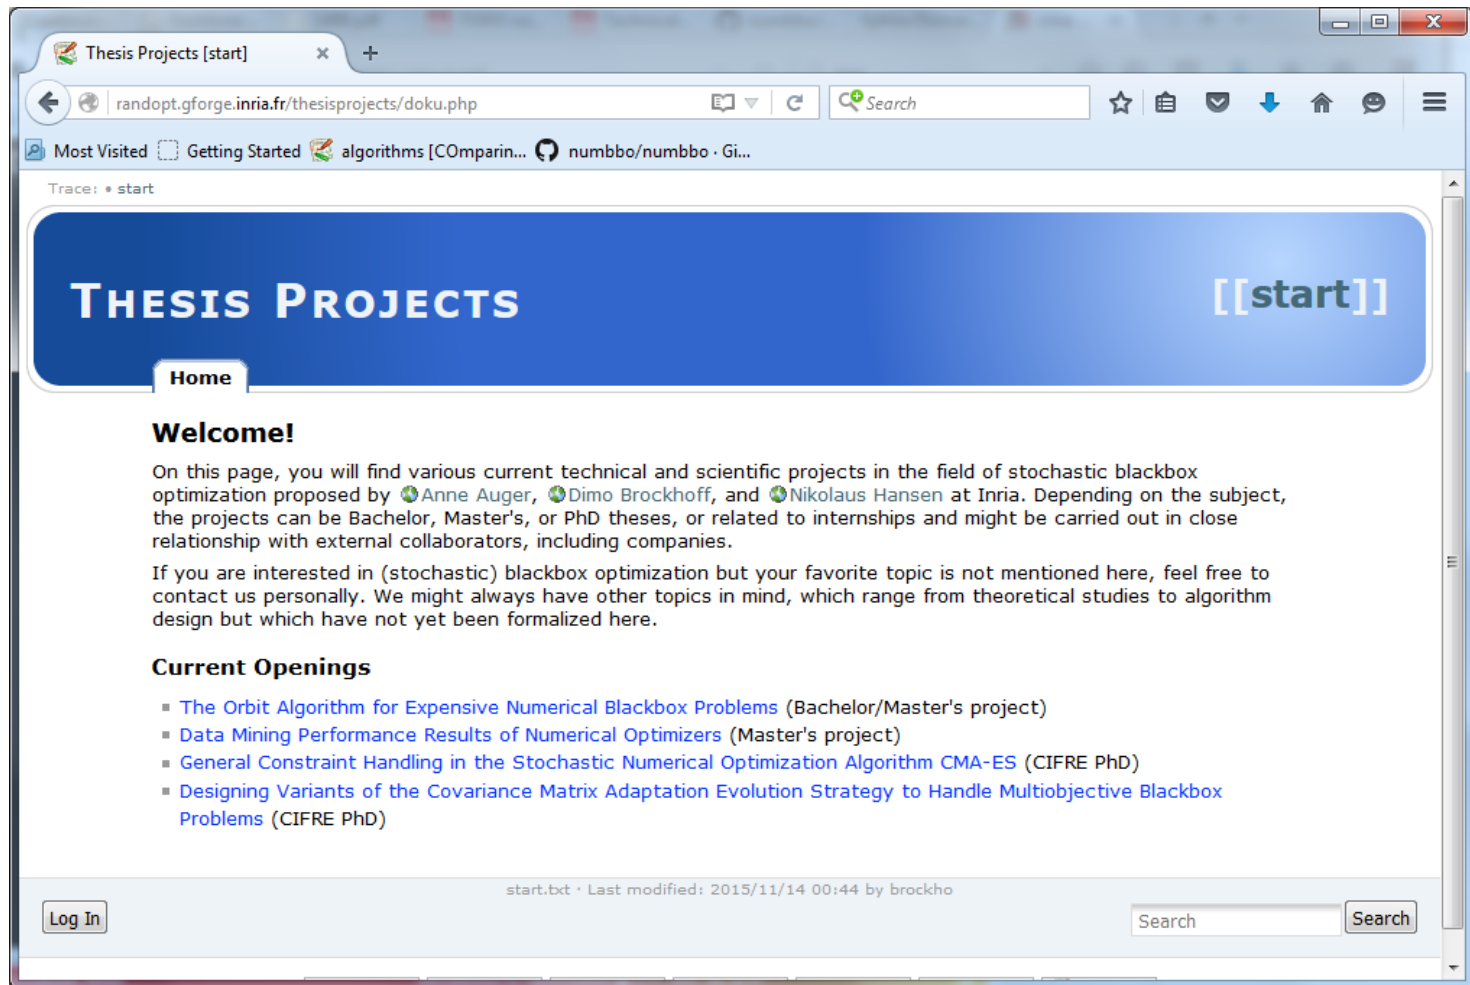 Thesis Projects [start]
randopt.gforge.inria.fr/thesisprojects/doku.php
Search
Most Visited
Getting Started
algorithms [COmparin...
numbbo/numbbo · Gi...
Trace: • start
THESIS PROJECTS
[[start]]
Home
Welcome!
On this page, you will find various current technical and scientific projects in the field of stochastic blackbox
optimization proposed by Anne Auger, Dimo Brockhoff, and Nikolaus Hansen at Inria. Depending on the subject,
the projects can be Bachelor, Master's, or PhD theses, or related to internships and might be carried out in close
relationship with external collaborators, including companies.
If you are interested in (stochastic) blackbox optimization but your favorite topic is not mentioned here, feel free to
contact us personally. We might always have other topics in mind, which range from theoretical studies to algorithm
design but which have not yet been formalized here.
Current Openings
The Orbit Algorithm for Expensive Numerical Blackbox Problems (Bachelor/Master's project)
Data Mining Performance Results of Numerical Optimizers (Master's project)
General Constraint Handling in the Stochastic Numerical Optimization Algorithm CMA-ES (CIFRE PhD)
Designing Variants of the Covariance Matrix Adaptation Evolution Strategy to Handle Multiobjective Blackbox
Problems (CIFRE PhD)
start.txt · Last modified: 2015/11/14 00:44 by brockho
Log In
Search
Search